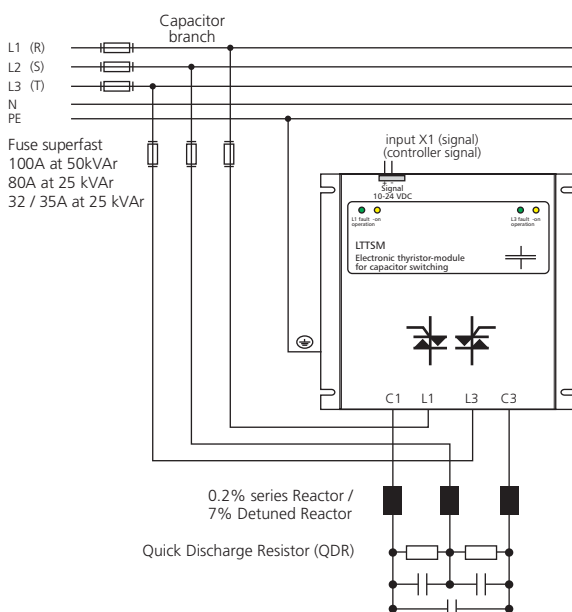 Capacitor
branch
L1 (R)
L2 (S)
L3 (T)
N
PE
Fuse superfast
100A at 50kVAr
80A at 25 kVAr
32 / 35A at 25 kVAr
input X1 (signal)
(controller signal)
+ -
Signal
10-24 VDC
L1 fault -on
operation
L3 fault -on
operation
LTTSM
Electronic thyristor-module
for capacitor switching
C1 L1 L3 C3
0.2% series Reactor /
7% Detuned Reactor
Quick Discharge Resistor (QDR)